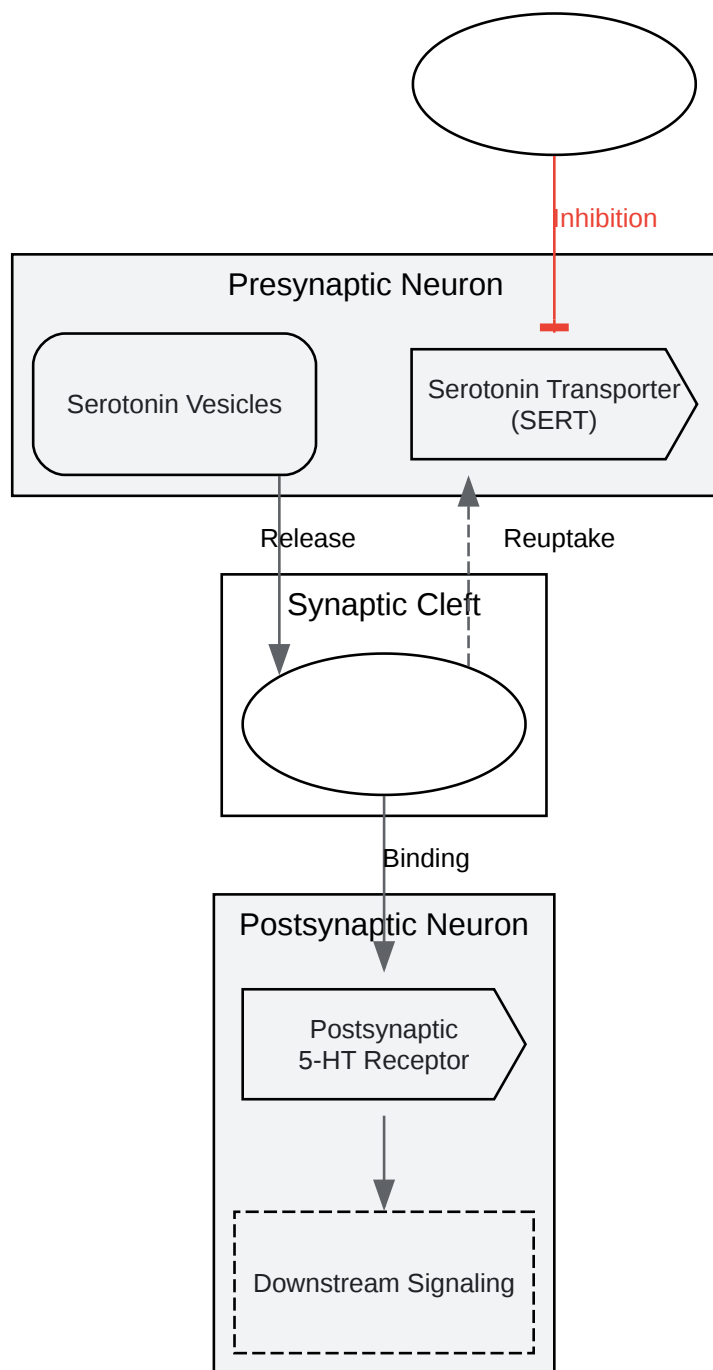 Inhibition
Presynaptic Neuron
Serotonin Vesicles
Serotonin Transporter
(SERT)
Release
Reuptake
Synaptic Cleft
Binding
Postsynaptic Neuron
Postsynaptic
5-HT Receptor
Downstream Signaling